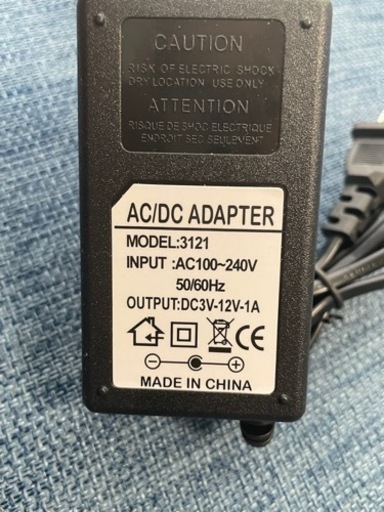 CAUTION
RISK OF ELECTRIC SHOCK
DRY LOCATION USE ONLY
ATTENTION
RISQUE DE SHOC ELECTRIQUE
ENDROIT SEC SEULEMENT
AC/DC ADAPTER
MODEL:3121
INPUT :AC100~240V
50/60Hz
OUTPUT:DC3V-12V-1A
CE
MADE IN CHINA